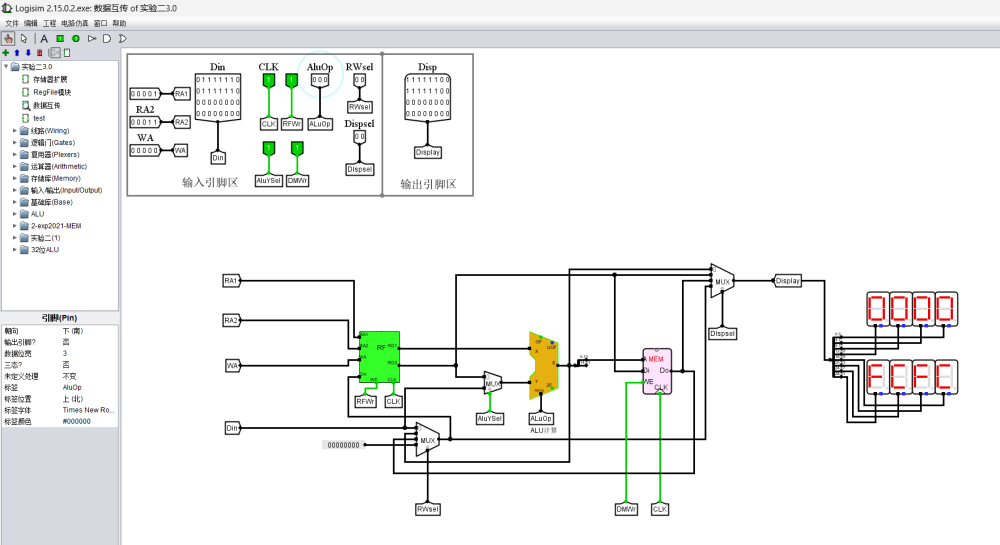 Logisim 2.15.0.2.exe: 数据互传 of 实验二3.0
文件 编辑 工程 电路仿真 窗口 帮助
实验二3.0
存储器扩展
RegFile模块
数据互传
test
线路(Wiring)
逻辑门(Gates)
复用器(Plexers)
运算器(Arithmetic)
存储库(Memory)
输入/输出(Input/Output)
基础库(Base)
ALU
2-exp2021-MEM
实验二(1)
32位ALU
引脚(Pin)
朝向 下 (南)
输出引脚? 否
数据位宽 3
三态? 否
未定义处理 不变
标签 AluOp
标签位置 上 (北)
标签字体 Times New Ro...
标签颜色 #000000
Din CLK AluOp RWsel Disp
01111110
01111110
00000000
00000000
1 1 000 00
01111100
01111100
00000000
00000000
00001 RA1
RA2
00011 RA2
WA
00000 WA
RWsel
CLK RFWr ALuOp
Dispsel
00
1 1
Din
Display
DIspsel
AluYSel DMWr
输入引脚区 输出引脚区
RA1
RA2
WA
Din
RF
RFWr CLK
MUX
AluYSel
ALuOp
ALU计算
00000000
MUX
RWsel
MEM
Di Do
WE
CLK
DMWr CLK
MUX
DIspsel
Display
0000
FCFC